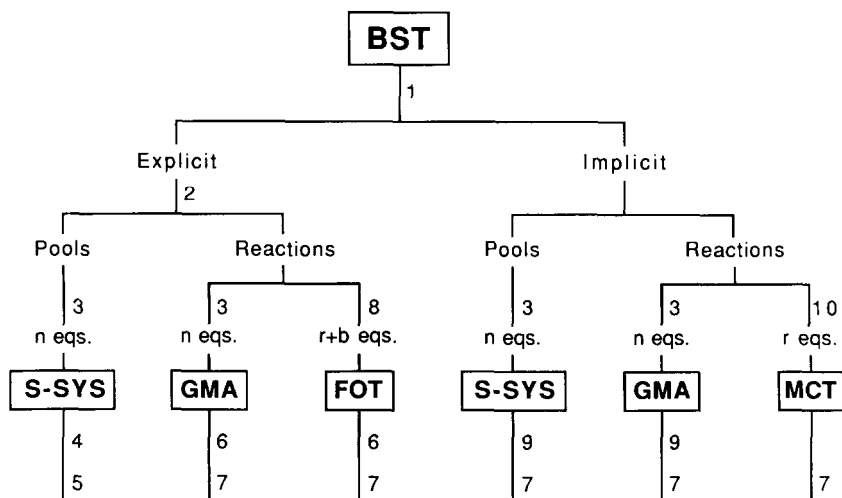 BST
1
Explicit Implicit
2
Pools Reactions Pools Reactions
3 3 8 3 3 10
n eqs. n eqs. r+b eqs. n eqs. n eqs. r eqs.
S-SYS GMA FOT S-SYS GMA MCT
4 6 6 9 9
5 7 7 7 7 7